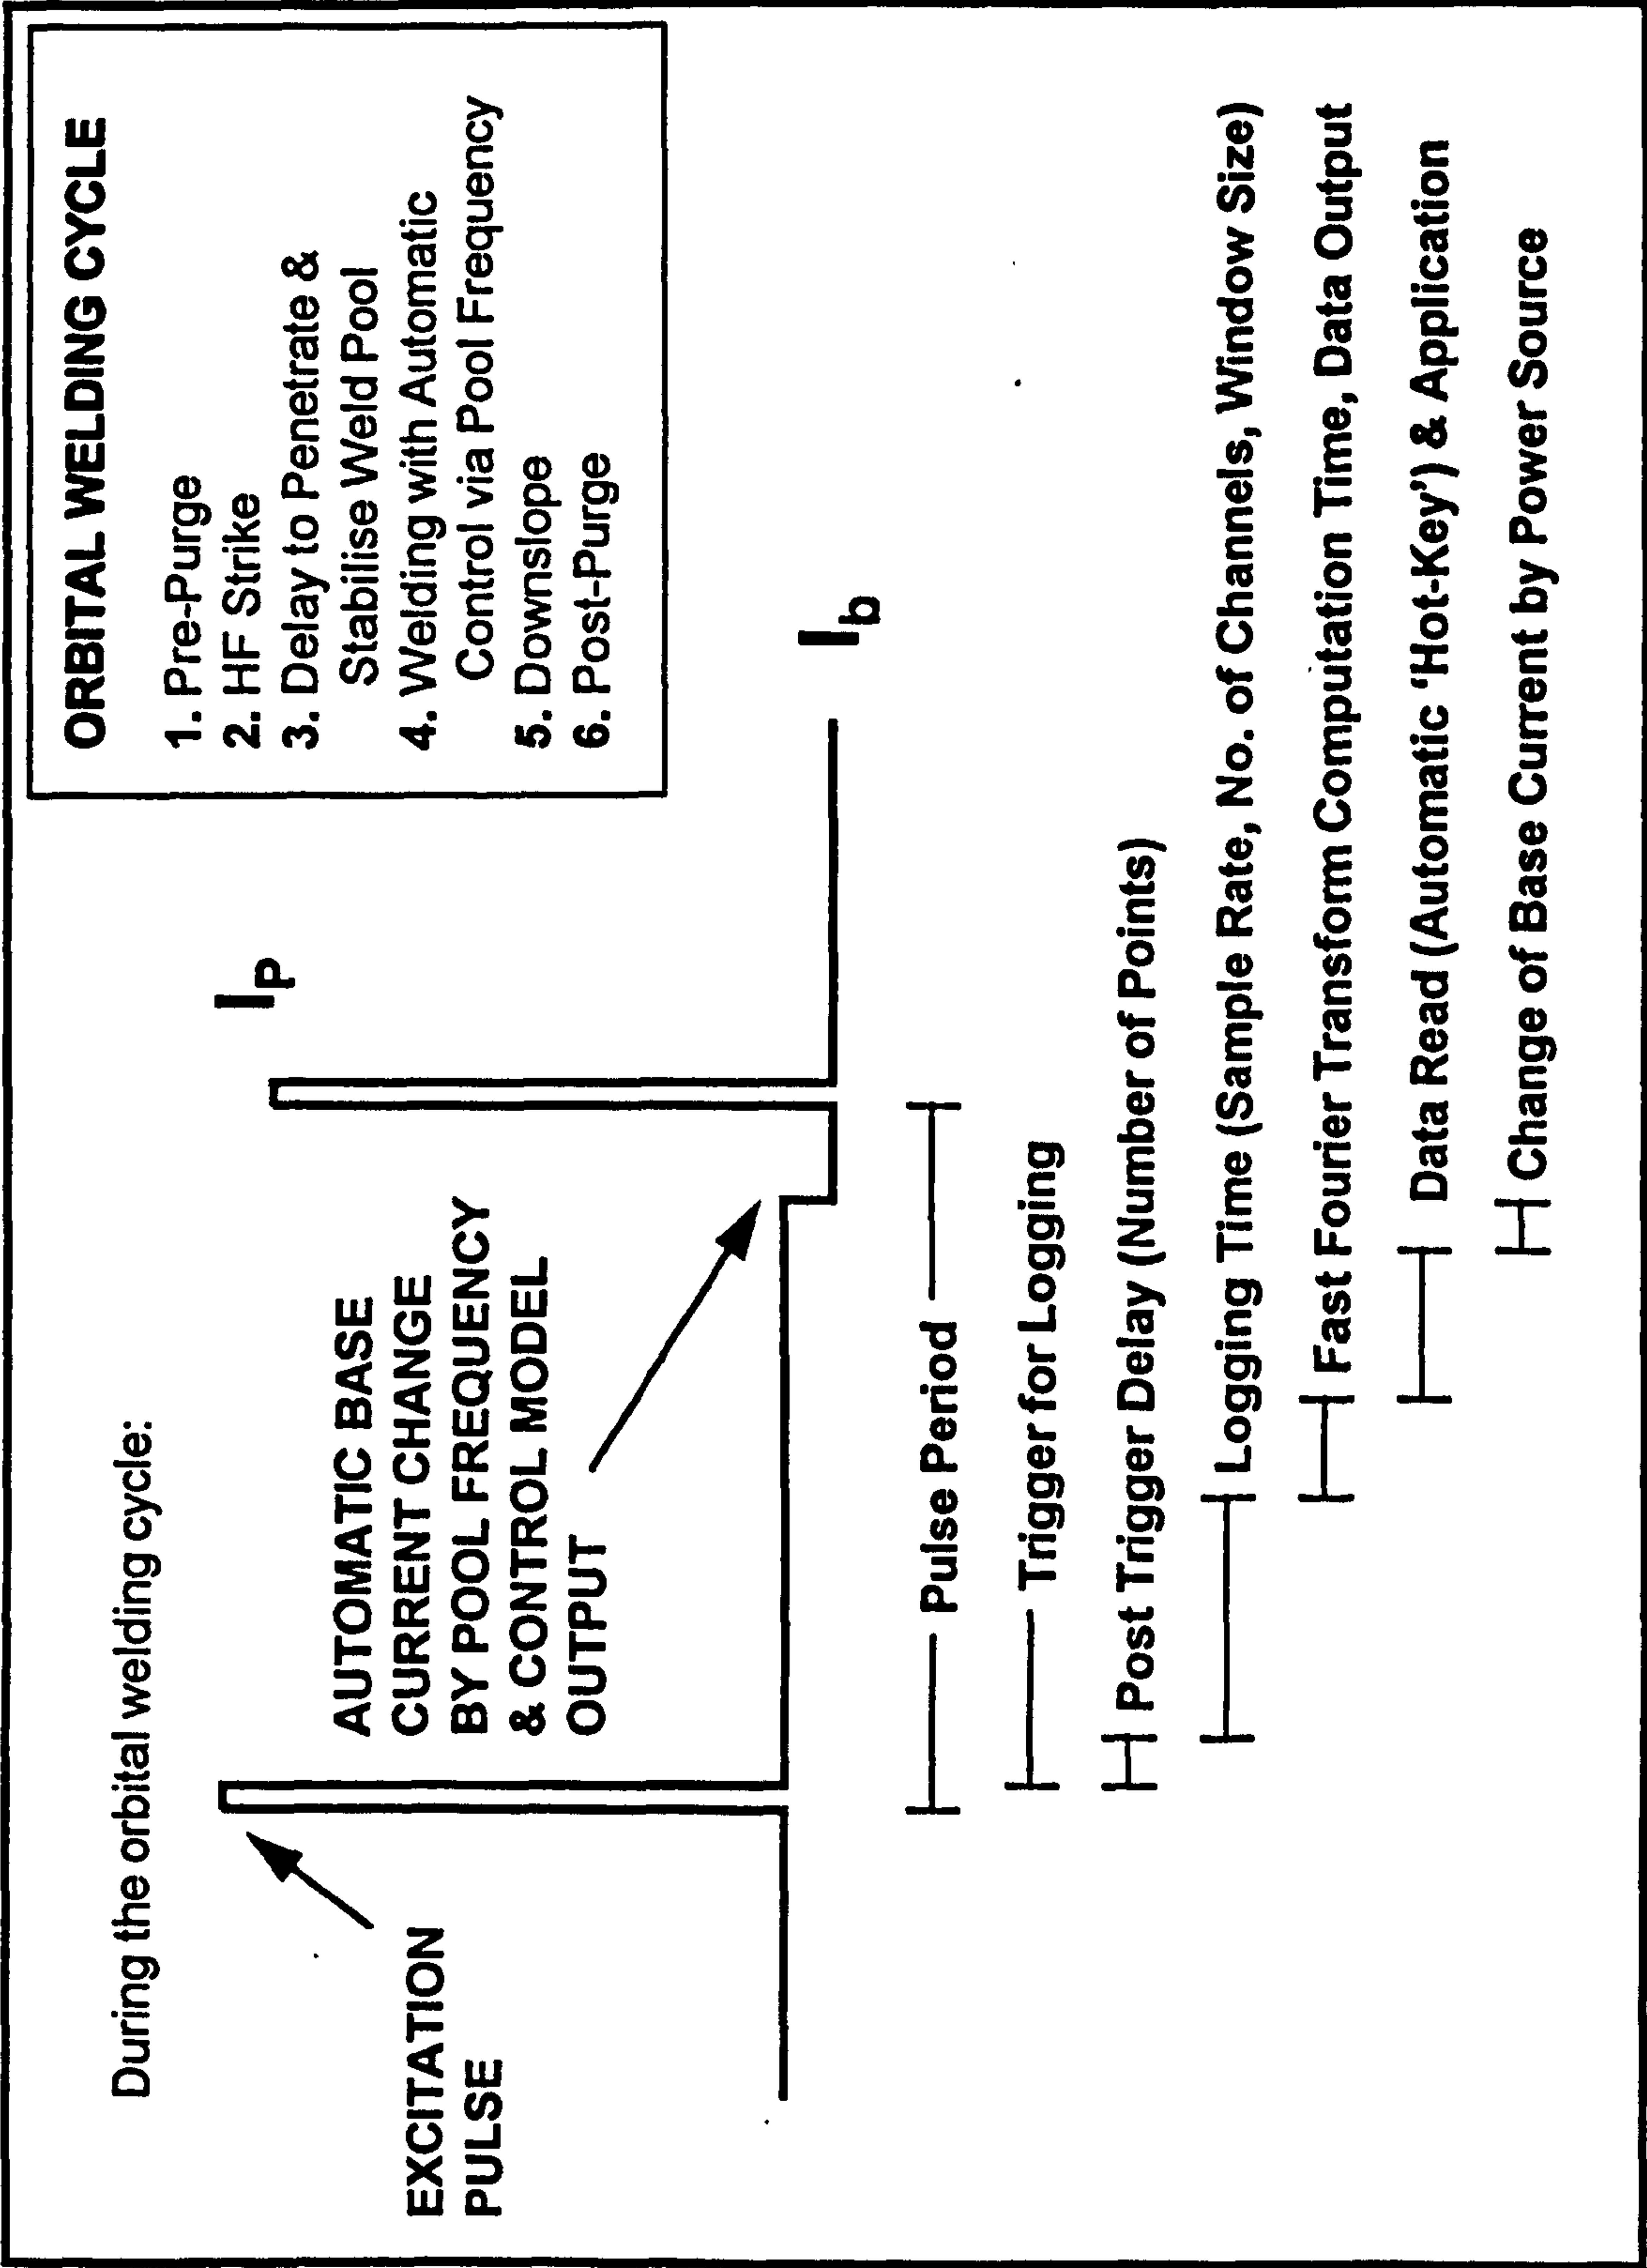 During the orbital welding cycle:
ORBITAL WELDING CYCLE
1. Pre-Purge
2. HF Strike
3. Delay to Penetrate &
Stabilise Weld Pool
4. Welding with Automatic
Control via Pool Frequency
5. Downslope
6. Post-Purge
EXCITATION
PULSE
AUTOMATIC BASE
CURRENT CHANGE
BY POOL FREQUENCY
& CONTROL MODEL
OUTPUT
Ip
Ib
Pulse Period
Trigger for Logging
Post Trigger Delay (Number of Points)
Logging Time (Sample Rate, No. of Channels, Window Size)
Fast Fourier Transform Computation Time, Data Output
Data Read (Automatic 'Hot-Key') & Application
Change of Base Current by Power Source